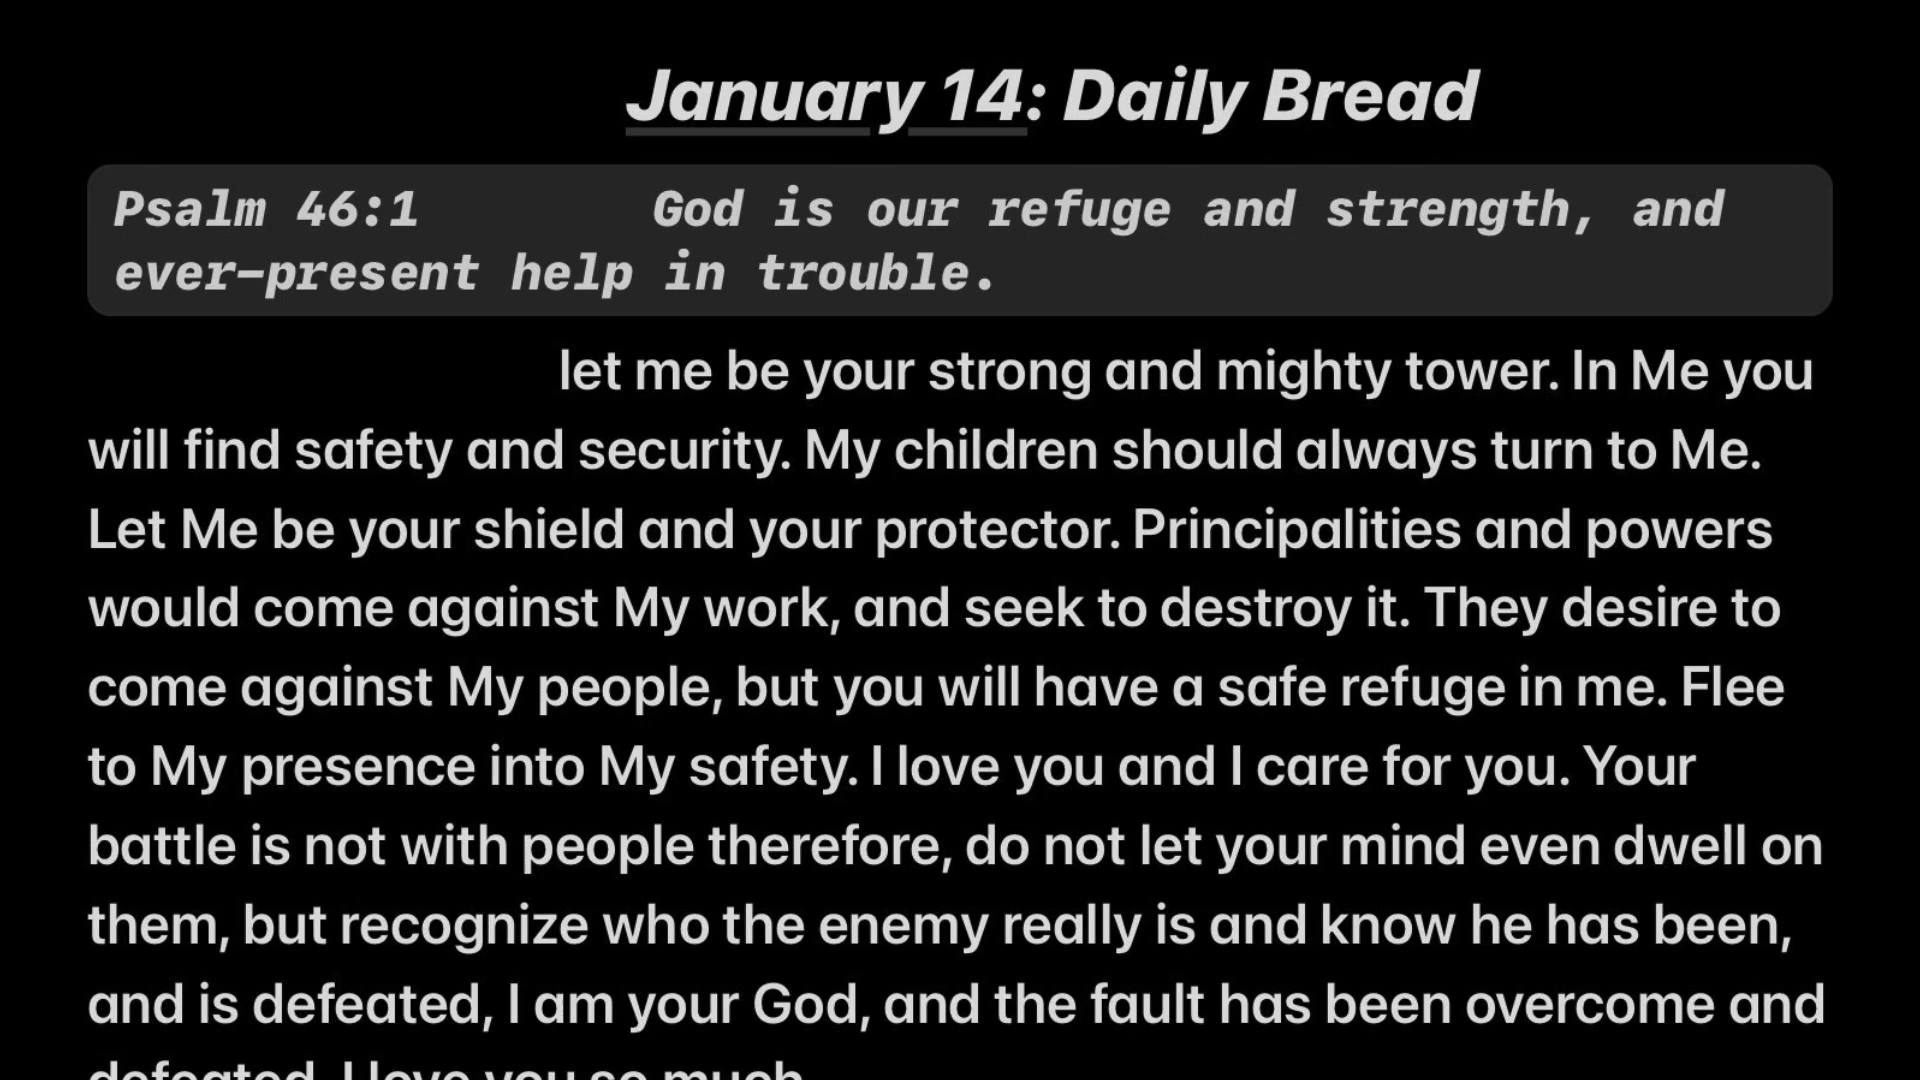 January 14: Daily Bread
Psalm 46:1 God is our refuge and strength, and
ever-present help in trouble.
let me be your strong and mighty tower. In Me you
will find safety and security. My children should always turn to Me.
Let Me be your shield and your protector. Principalities and powers
would come against My work, and seek to destroy it. They desire to
come against My people, but you will have a safe refuge in me. Flee
to My presence into My safety. I love you and I care for you. Your
battle is not with people therefore, do not let your mind even dwell on
them, but recognize who the enemy really is and know he has been,
and is defeated, I am your God, and the fault has been overcome and
defeated. I love you so much